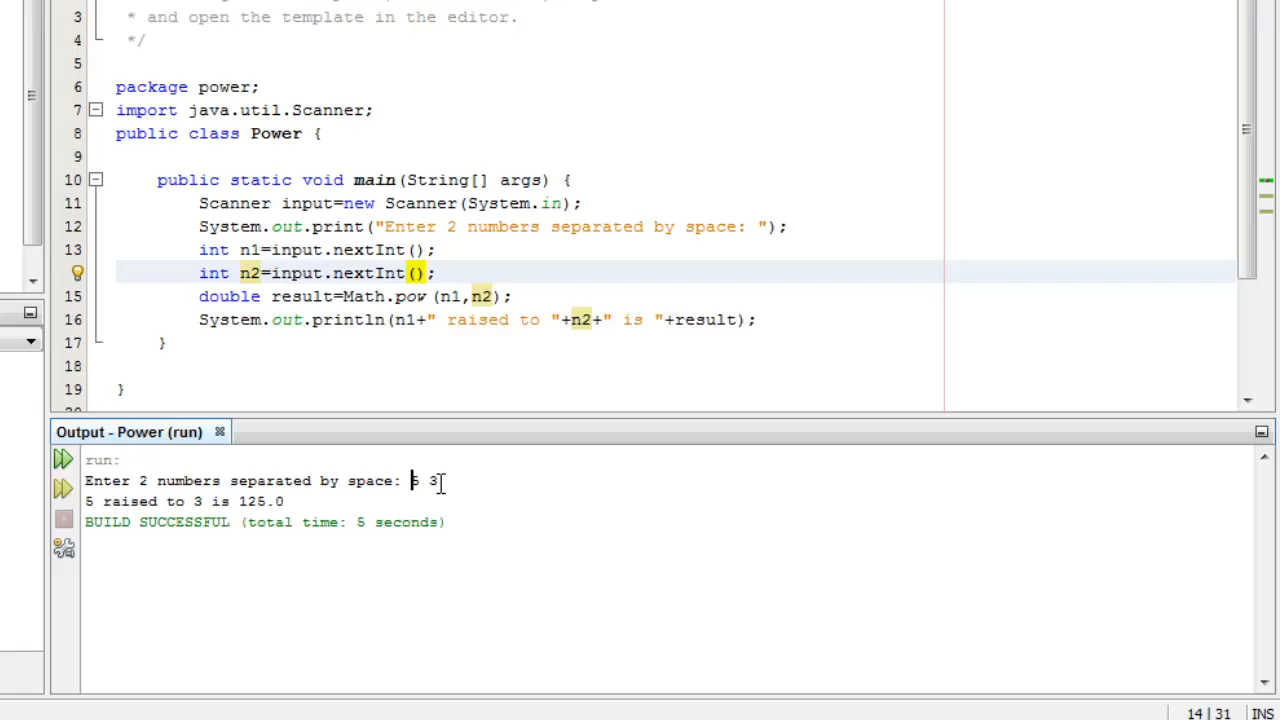 3 * and open the template in the editor.
4 */
5
6 package power;
7 import java.util.Scanner;
8 public class Power {
9
10 public static void main(String[] args) {
11 Scanner input=new Scanner(System.in);
12 System.out.print("Enter 2 numbers separated by space: ");
13 int n1=input.nextInt();
int n2=input.nextInt();
15 double result=Math.pow (n1,n2);
16 System.out.println(n1+" raised to "+n2+" is "+result);
17 }
18
19 }
Output - Power (run)
run:
Enter 2 numbers separated by space: 5 3
5 raised to 3 is 125.0
BUILD SUCCESSFUL (total time: 5 seconds)
14|31 INS